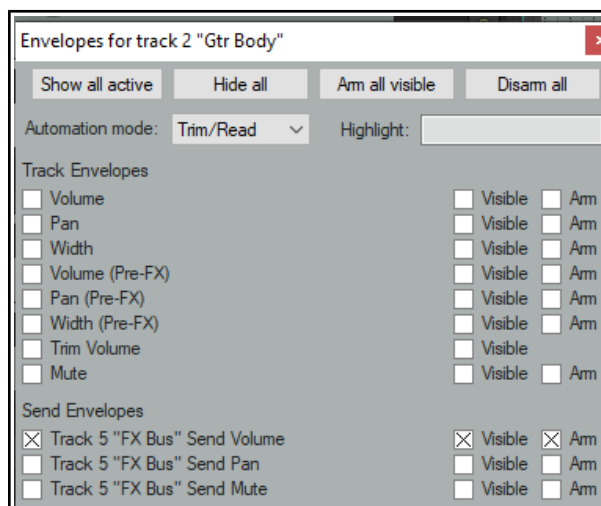 Envelopes for track 2 "Gtr Body"
Show all active Hide all Arm all visible Disarm all
Automation mode: Trim/Read Highlight:
Track Envelopes
Volume Visible Arm
Pan Visible Arm
Width Visible Arm
Volume (Pre-FX) Visible Arm
Pan (Pre-FX) Visible Arm
Width (Pre-FX) Visible Arm
Trim Volume Visible
Mute Visible Arm
Send Envelopes
Track 5 "FX Bus" Send Volume Visible Arm
Track 5 "FX Bus" Send Pan Visible Arm
Track 5 "FX Bus" Send Mute Visible Arm